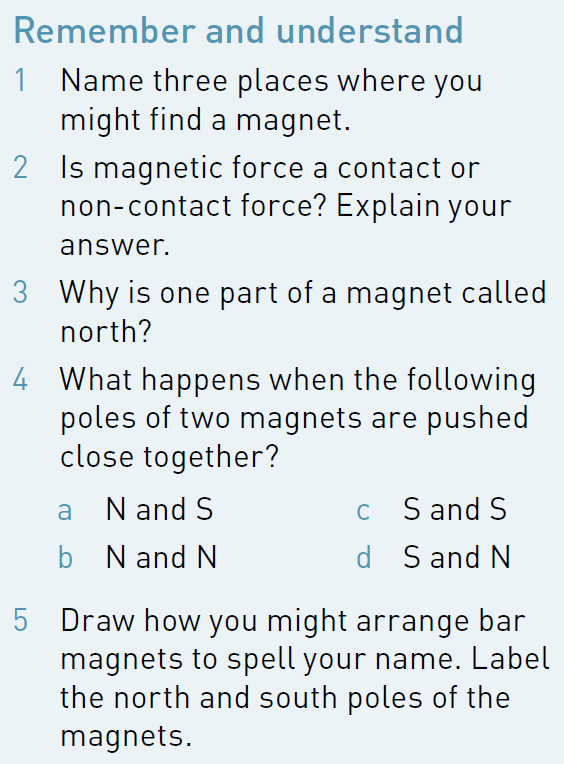 Remember and understand
1 Name three places where you
might find a magnet.
2 Is magnetic force a contact or
non-contact force? Explain your
answer.
3 Why is one part of a magnet called
north?
4 What happens when the following
poles of two magnets are pushed
close together?
a N and S c S and S
b N and N d S and N
5 Draw how you might arrange bar
magnets to spell your name. Label
the north and south poles of the
magnets.